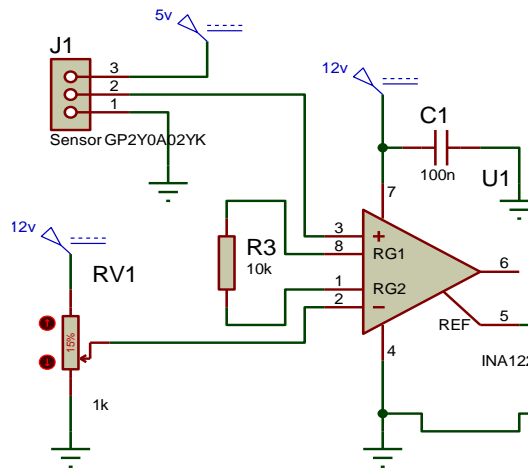 5v
J1
3
2
1
Sensor GP2Y0A02YK
12v
C1
100n
U1
7
3
8
1
2
+
RG1
RG2
6
5
REF
4
INA122
R3
10k
12v
RV1
15%
1k